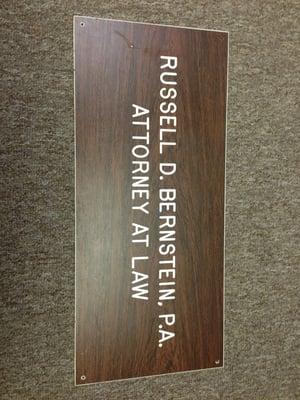 RUSSELL D. BERNSTEIN, P.A.
ATTORNEY AT LAW